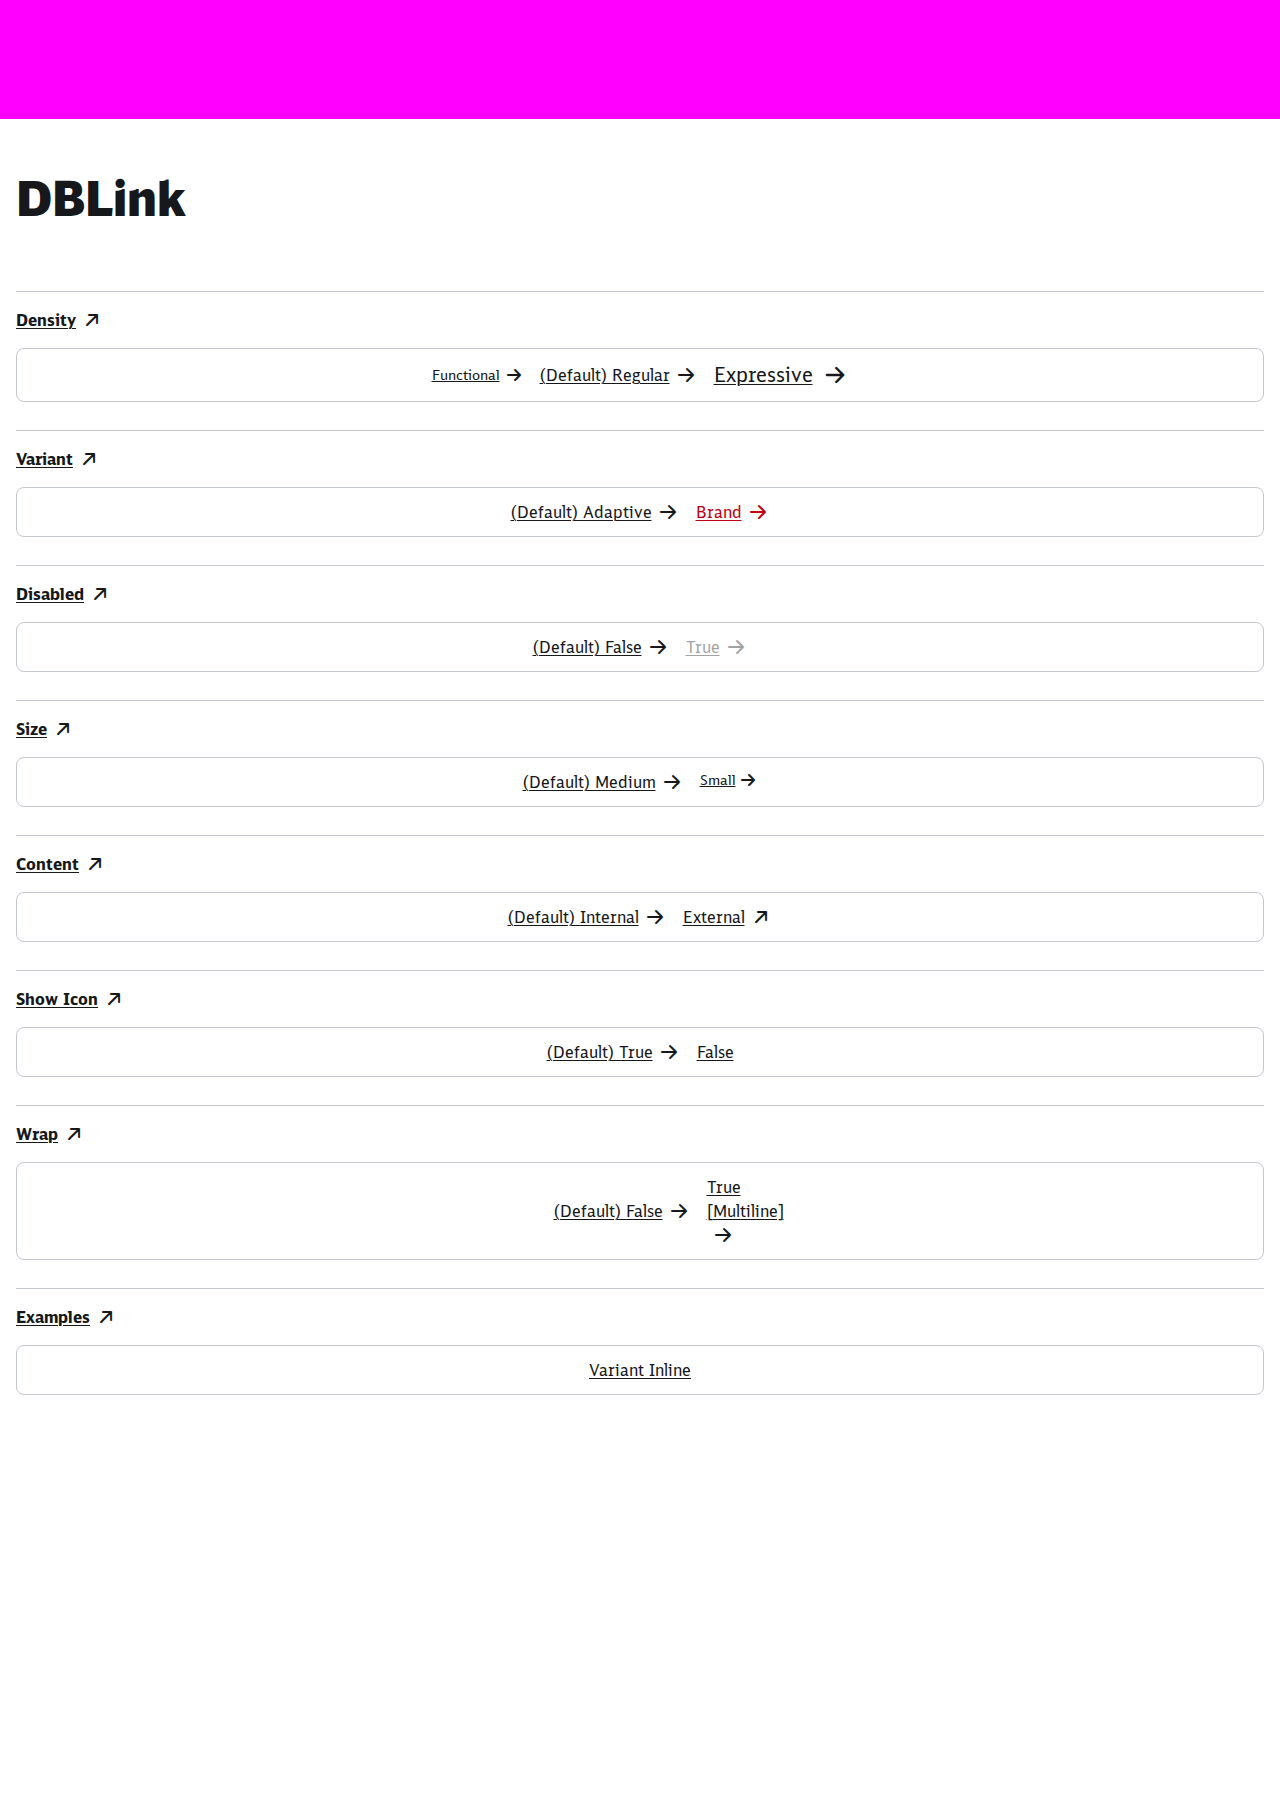 DBLink
Density
Functional (Default) Regular Expressive
Variant
(Default) Adaptive Brand
Disabled
(Default) False True
Size
(Default) Medium Small
Content
(Default) Internal External
Show Icon
(Default) True False
Wrap
True
(Default) False [Multiline]
Examples
Variant Inline